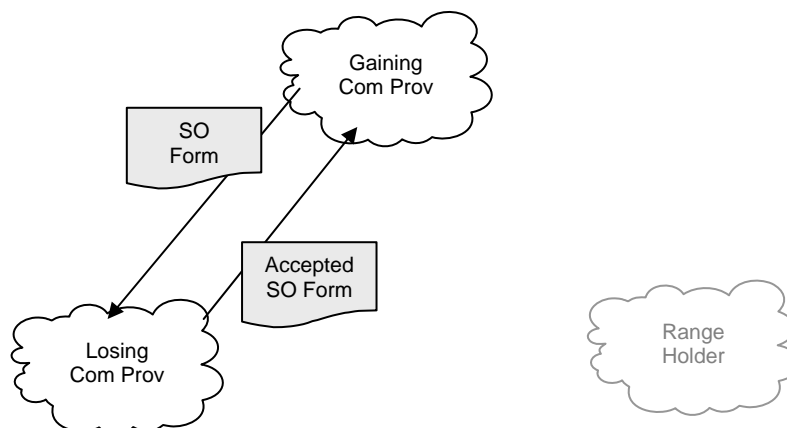 Gaining
Com Prov
SO
Form
Accepted
SO Form
Losing
Com Prov
Range
Holder